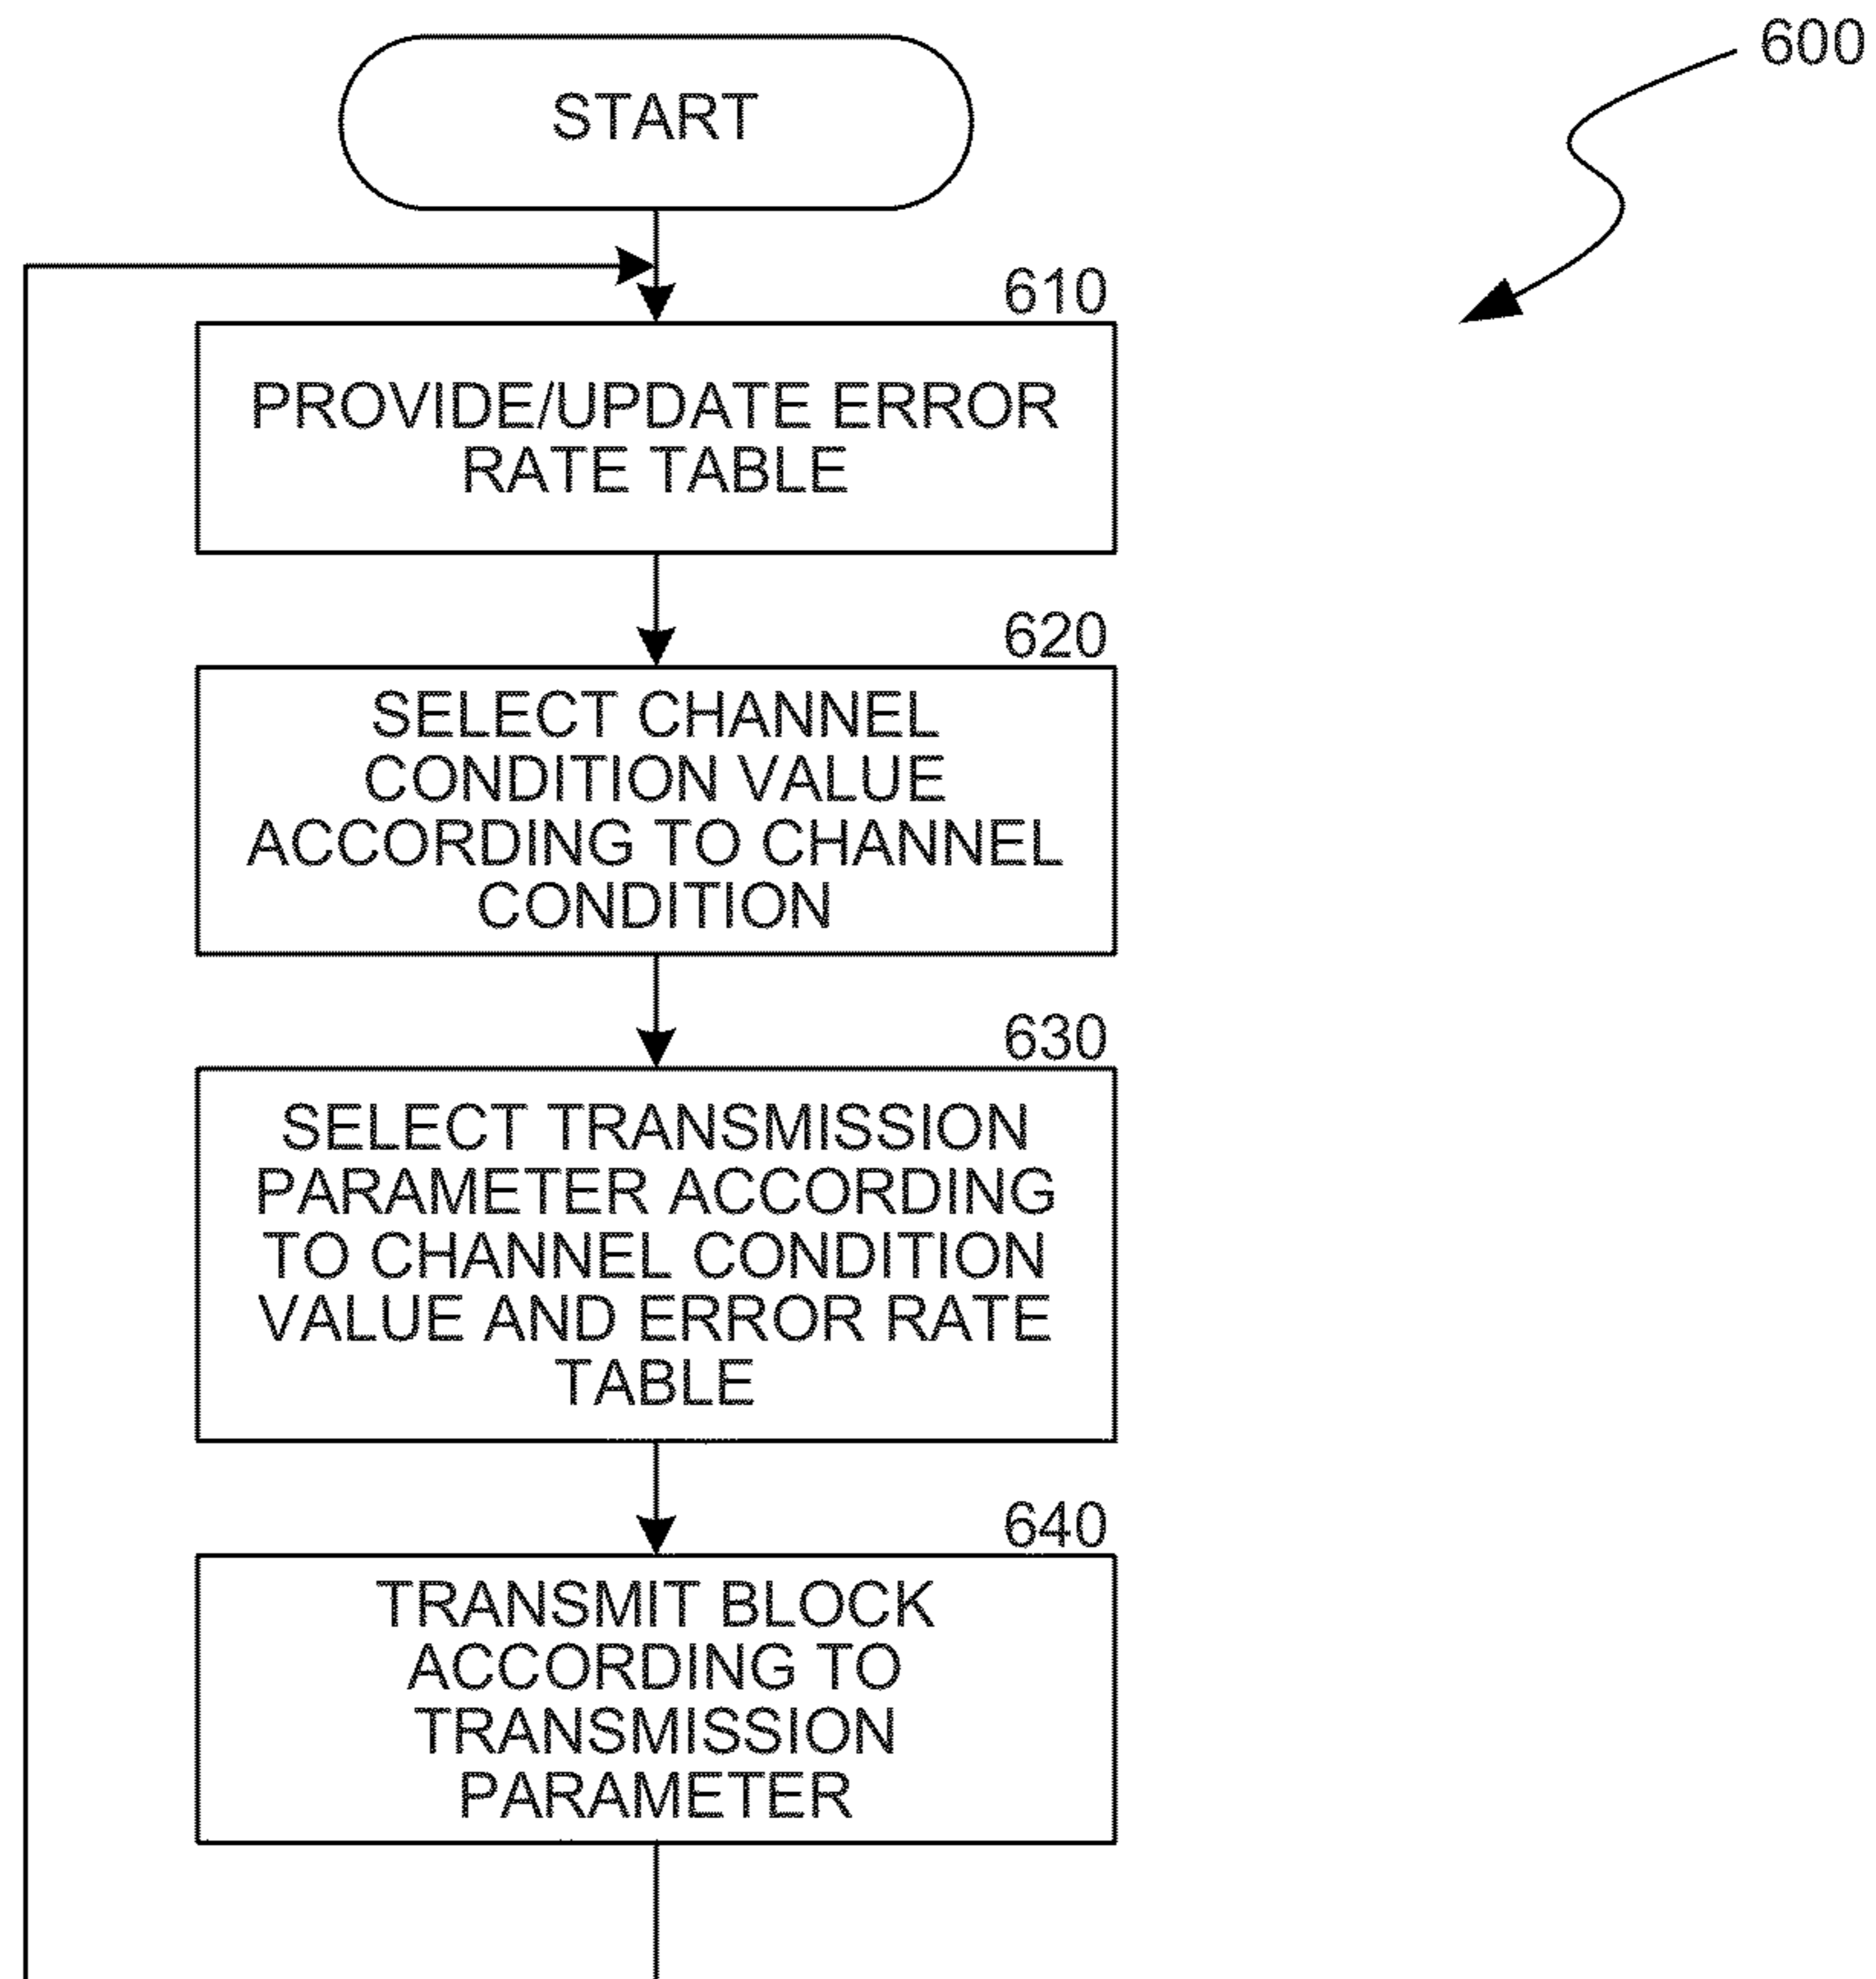 600
START
610
PROVIDE/UPDATE ERROR
RATE TABLE
620
SELECT CHANNEL
CONDITION VALUE
ACCORDING TO CHANNEL
CONDITION
630
SELECT TRANSMISSION
PARAMETER ACCORDING
TO CHANNEL CONDITION
VALUE AND ERROR RATE
TABLE
640
TRANSMIT BLOCK
ACCORDING TO
TRANSMISSION
PARAMETER